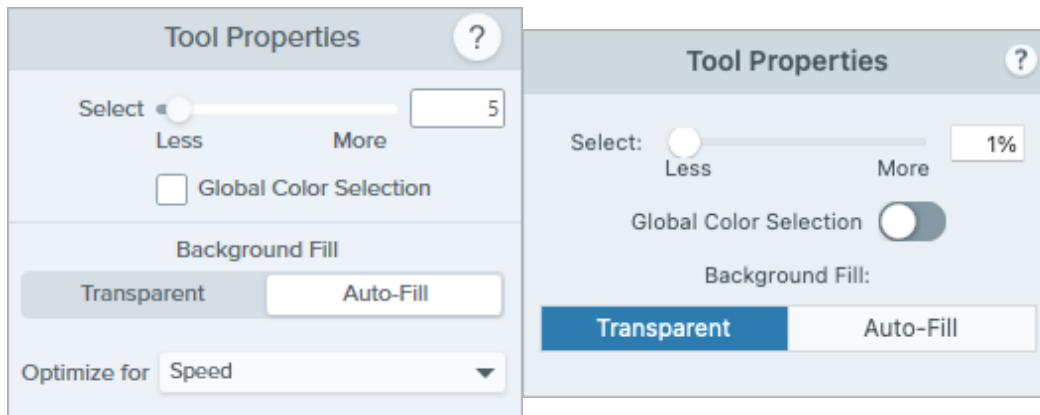 Tool Properties ?
Select 5
Less More
Global Color Selection
Background Fill
Transparent Auto-Fill
Optimize for Speed
Tool Properties ?
Select: 1%
Less More
Global Color Selection
Background Fill:
Transparent Auto-Fill